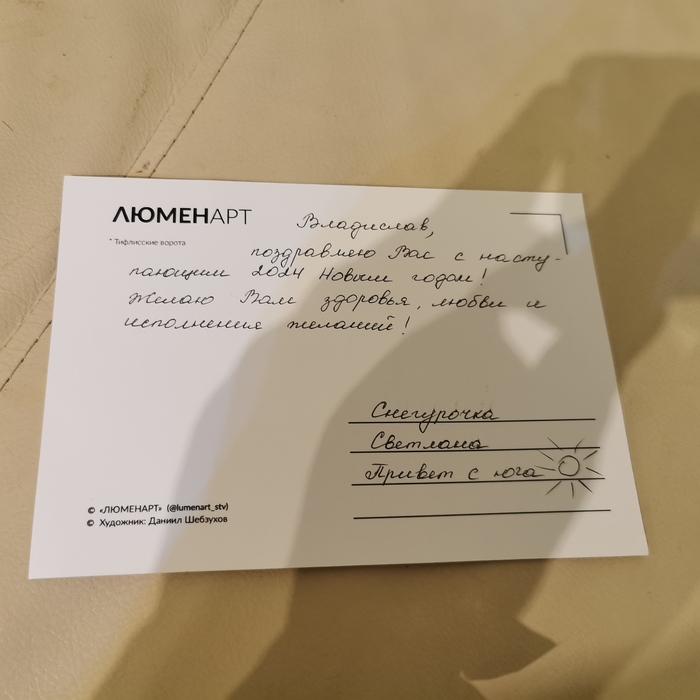 ЛЮМЕНАРТ
* Тифлисские ворота
Владислав,
поздравляю Вас с насту-
пающим 2024 Новым годом!
Желаю Вам здоровья, любви и
исполнения желаний!
Снегурочка
Светлана
Привет с юга
© «ЛЮМЕНАРТ» (@lumenart_stv)
© Художник: Даниил Шебзухов